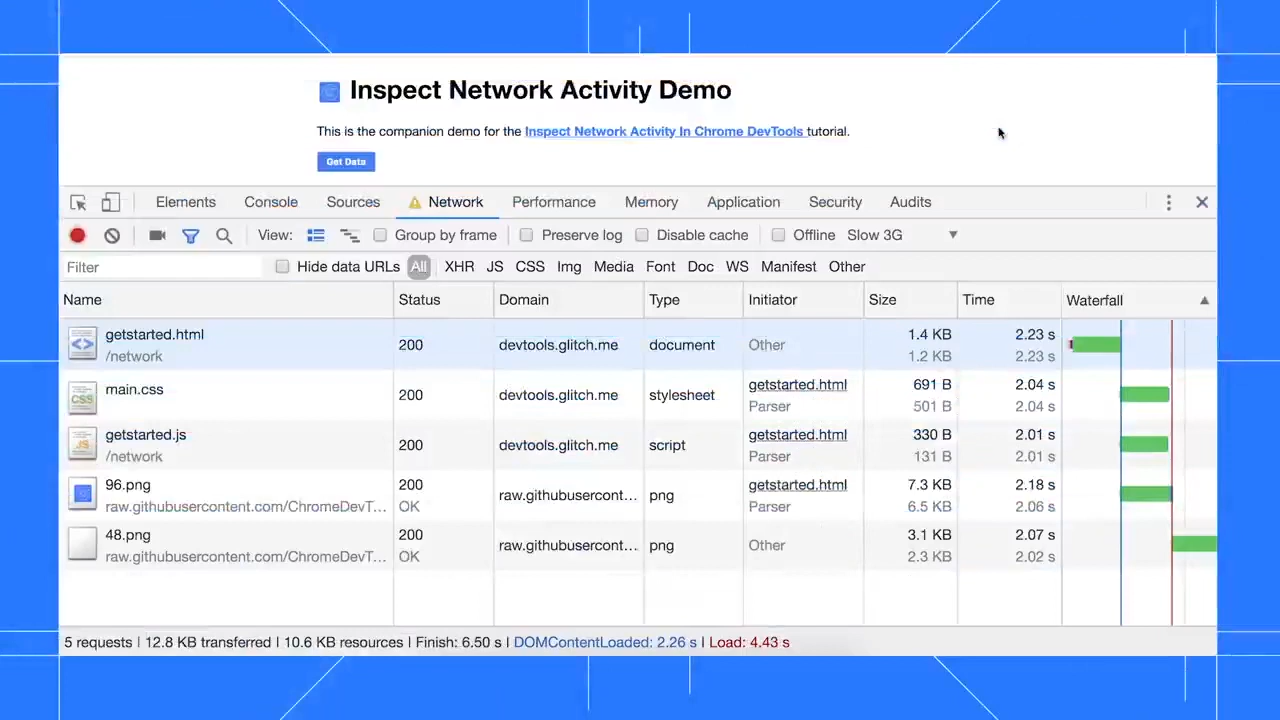 Inspect Network Activity Demo
This is the companion demo for the Inspect Network Activity In Chrome DevTools tutorial.
Get Data
Elements Console Sources Network Performance Memory Application Security Audits
View: Group by frame Preserve log Disable cache Offline Slow 3G
Filter Hide data URLs All XHR JS CSS Img Media Font Doc WS Manifest Other
Name Status Domain Type Initiator Size Time Waterfall
getstarted.html 200 devtools.glitch.me document Other 1.4 KB 2.23 s
/network 1.2 KB 2.23 s
CSS main.css 200 devtools.glitch.me stylesheet getstarted.html 691 B 2.04 s
Parser 501 B 2.04 s
JS getstarted.js 200 devtools.glitch.me script getstarted.html 330 B 2.01 s
/network Parser 131 B 2.01 s
96.png 200 raw.githubusercont... png getstarted.html 7.3 KB 2.18 s
raw.githubusercontent.com/ChromeDevT... OK Parser 6.5 KB 2.06 s
48.png 200 raw.githubusercont... png Other 3.1 KB 2.07 s
raw.githubusercontent.com/ChromeDevT... OK 2.3 KB 2.02 s
5 requests | 12.8 KB transferred | 10.6 KB resources | Finish: 6.50 s | DOMContentLoaded: 2.26 s | Load: 4.43 s